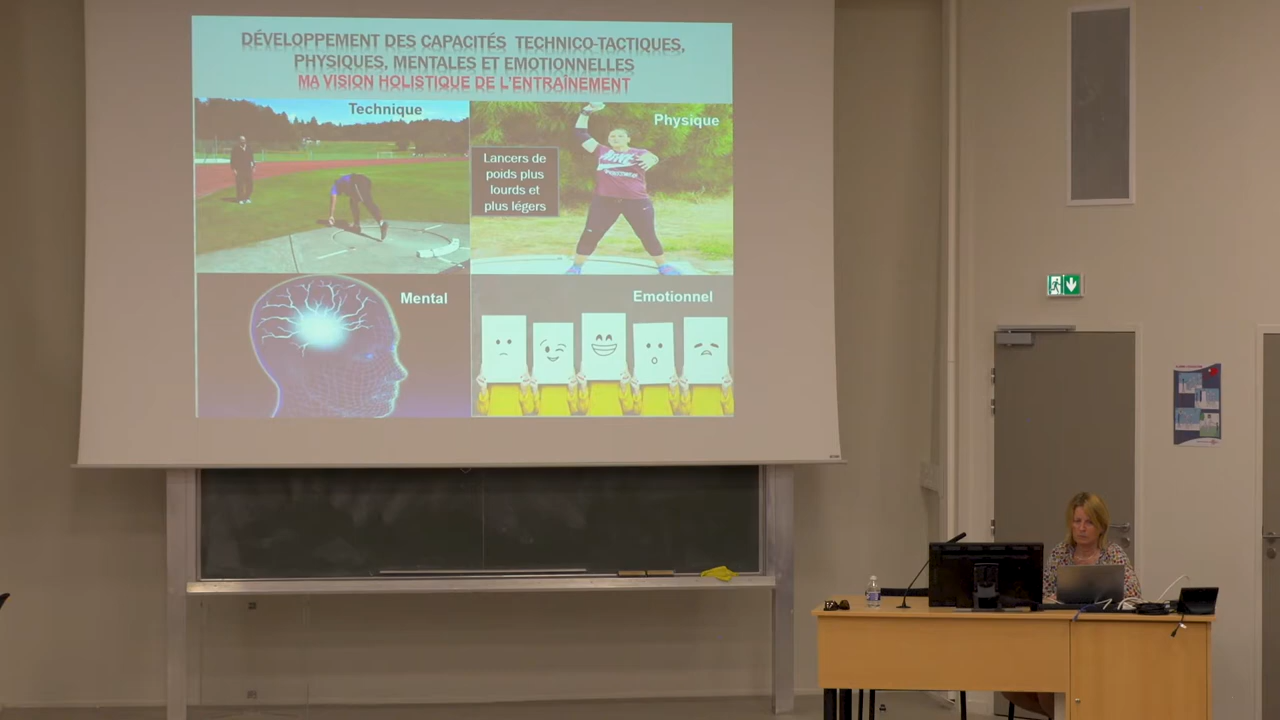 DÉVELOPPEMENT DES CAPACITÉS TECHNICO-TACTIQUES,
PHYSIQUES, MENTALES ET EMOTIONNELLES
MA VISION HOLISTIQUE DE L'ENTRAÎNEMENT
Technique
Physique
Lancers de
poids plus
lourds et
plus légers
Mental
Emotionnel